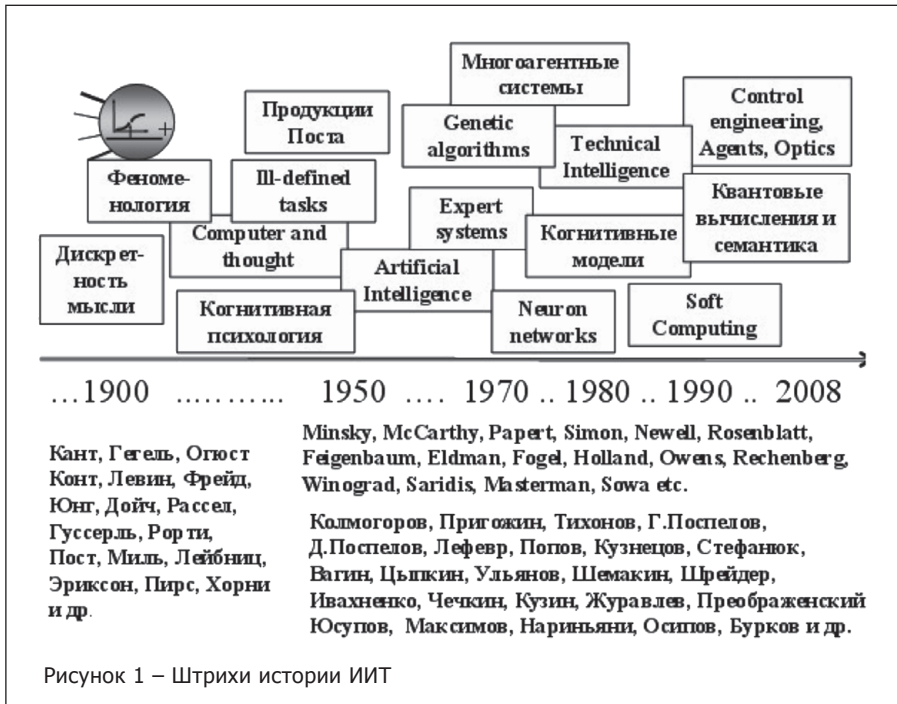 Многоагентные
системы
Продукции
Поста
Genetic
algorithms
Control
engineering,
Agents, Optics
Technical
Intelligence
Феноме-
нология
Ill-defined
tasks
Expert
systems
Квантовые
вычисления и
семантика
Computer and
thought
Когнитивные
модели
Дискрет-
ность
мысли
Artificial
Intelligence
Когнитивная
психология
Neuron
networks
Soft
Computing
...1900 ........... 1950 .... 1970 .. 1980 .. 1990 .. 2008
Кант, Гегель, Огюст
Конт, Левин, Фрейд,
Юнг, Дойч, Рассел,
Гуссерль, Рорти,
Пост, Миль, Лейбниц,
Эриксон, Пирс, Хорни
и др.
Minsky, McCarthy, Papert, Simon, Newell, Rosenblatt,
Feigenbaum, Eldman, Fogel, Holland, Owens, Rechenberg,
Winograd, Saridis, Masterman, Sowa etc.
Колмогоров, Пригожин, Тихонов, Г.Поспелов,
Д.Поспелов, Лефевр, Попов, Кузнецов, Стефанюк,
Вагин, Цыпкин, Ульянов, Шемакин, Шрейдер,
Ивахненко, Чечкин, Кузин, Журавлев, Преображенский
Юсупов, Максимов, Нариньяни, Осипов, Бурков и др.
Рисунок 1 – Штрихи истории ИИТ